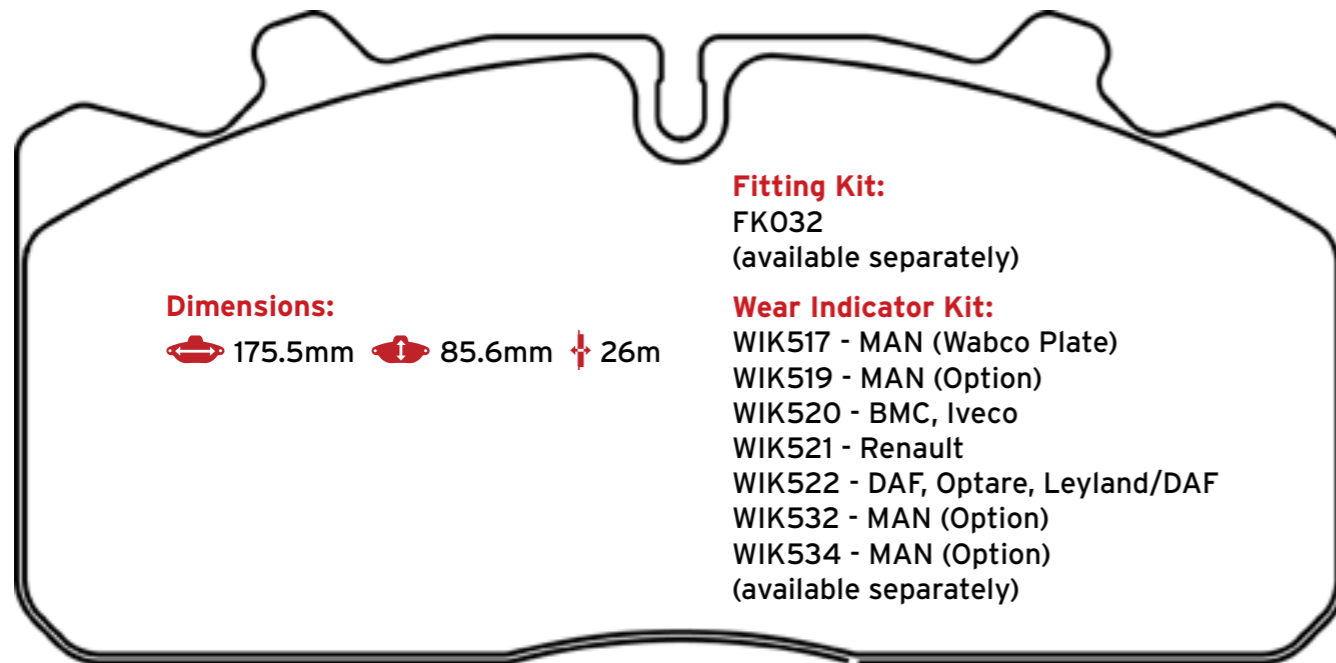 Fitting Kit:
FK032
(available separately)
Dimensions:
175.5mm 85.6mm 26m
Wear Indicator Kit:
WIK517 - MAN (Wabco Plate)
WIK519 - MAN (Option)
WIK520 - BMC, Iveco
WIK521 - Renault
WIK522 - DAF, Optare, Leyland/DAF
WIK532 - MAN (Option)
WIK534 - MAN (Option)
(available separately)